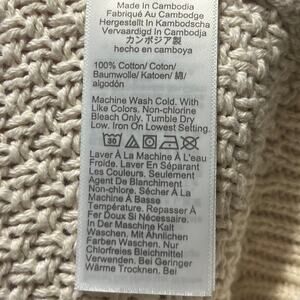 Made In Cambodia
Fabriqué Au Cambodge
Hergestellt In Kambodscha
Vervaardigd In Cambodja
カンボジア製
hecho en camboya
100% Cotton/ Coton/
Baumwolle/ Katoen/ 綿/
algodón
Machine Wash Cold. With
Like Colors. Non-chlorine
Bleach Only. Tumble Dry
Low. Iron On Lowest Setting.
30
Laver À La Machine À L'eau
Froide. Laver En Séparant
Les Couleurs. Seulement
Agent De Blanchiment
Non-chlore. Sécher À La
Machine À Basse
Température. Repasser À
Fer Doux Si Nécessaire.
In Der Maschine Kalt
Waschen. Mit Ähnlichen
Farben Waschen. Nur
Chlorfreies Bleichmittel
Verwenden. Bei Geringer
Wärme Trocknen. Bei